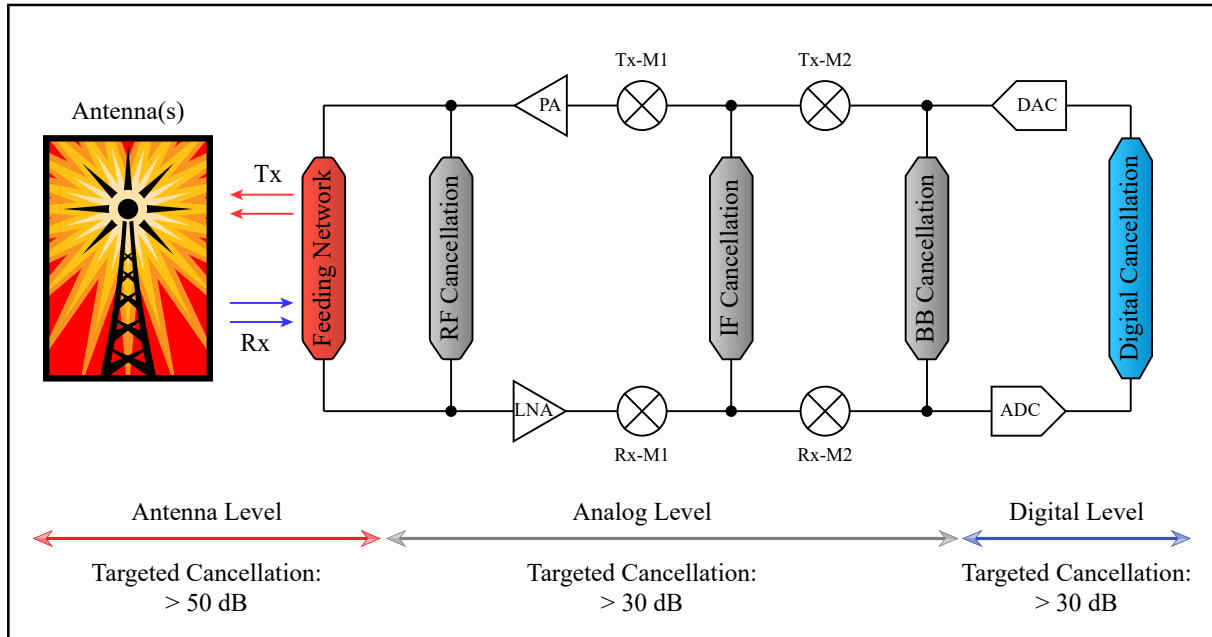 Tx-M1
Tx-M2
Antenna(s)
PA
DAC
Tx
Feeding Network
RF Cancellation
IF Cancellation
BB Cancellation
Digital Cancellation
Rx
LNA
ADC
Rx-M1
Rx-M2
Antenna Level
Analog Level
Digital Level
Targeted Cancellation:
> 50 dB
Targeted Cancellation:
> 30 dB
Targeted Cancellation:
> 30 dB